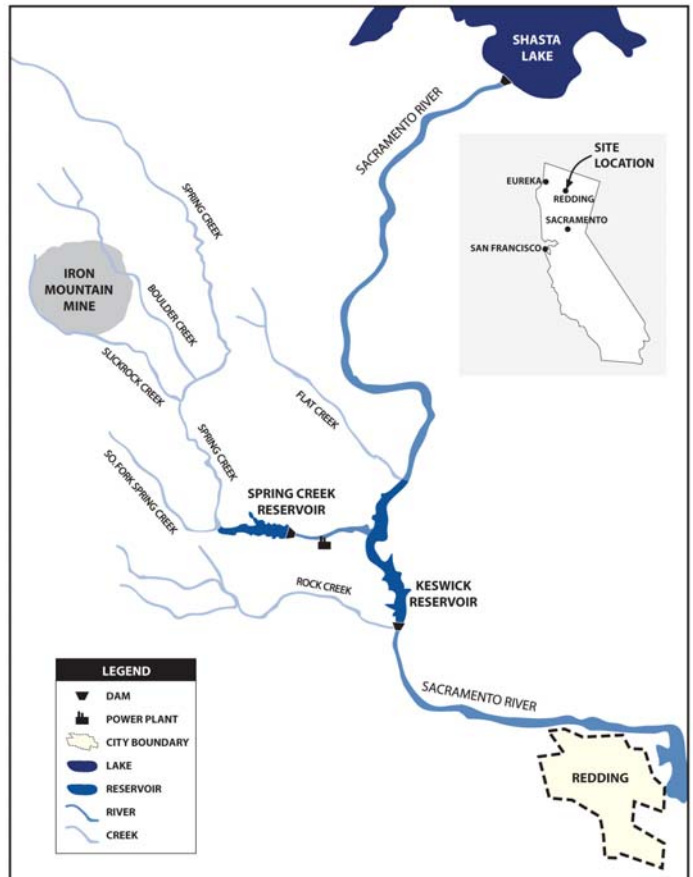 SHASTA
LAKE
SACRAMENTO RIVER
SITE
LOCATION
EUREKA
REDDING
SACRAMENTO
SAN FRANCISCO
SPRING CREEK
IRON
MOUNTAIN
MINE
BOULDER CREEK
SLICKROCK CREEK
FLAT CREEK
SPRING CREEK
SO. FORK SPRING CREEK
SPRING CREEK
RESERVOIR
ROCK CREEK
KESWICK
RESERVOIR
SACRAMENTO RIVER
REDDING
LEGEND
DAM
POWER PLANT
CITY BOUNDARY
LAKE
RESERVOIR
RIVER
CREEK